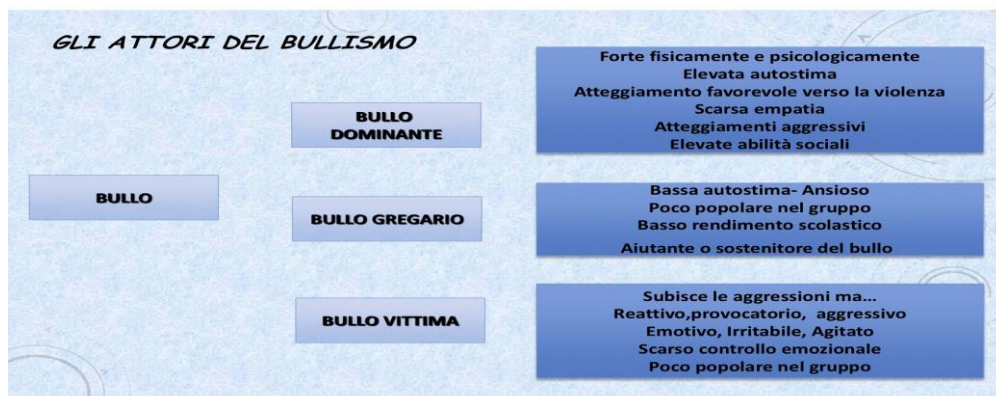 GLI ATTORI DEL BULLISMO
BULLO
BULLO
DOMINANTE
Forte fisicamente e psicologicamente
Elevata autostima
Atteggiamento favorevole verso la violenza
Scarsa empatia
Atteggiamenti aggressivi
Elevate abilità sociali
BULLO GREGARIO
Bassa autostima- Ansioso
Poco popolare nel gruppo
Basso rendimento scolastico
Aiutante o sostenitore del bullo
BULLO VITTIMA
Subisce le aggressioni ma...
Reattivo,provocatorio, aggressivo
Emotivo, Irritabile, Agitato
Scarso controllo emozionale
Poco popolare nel gruppo